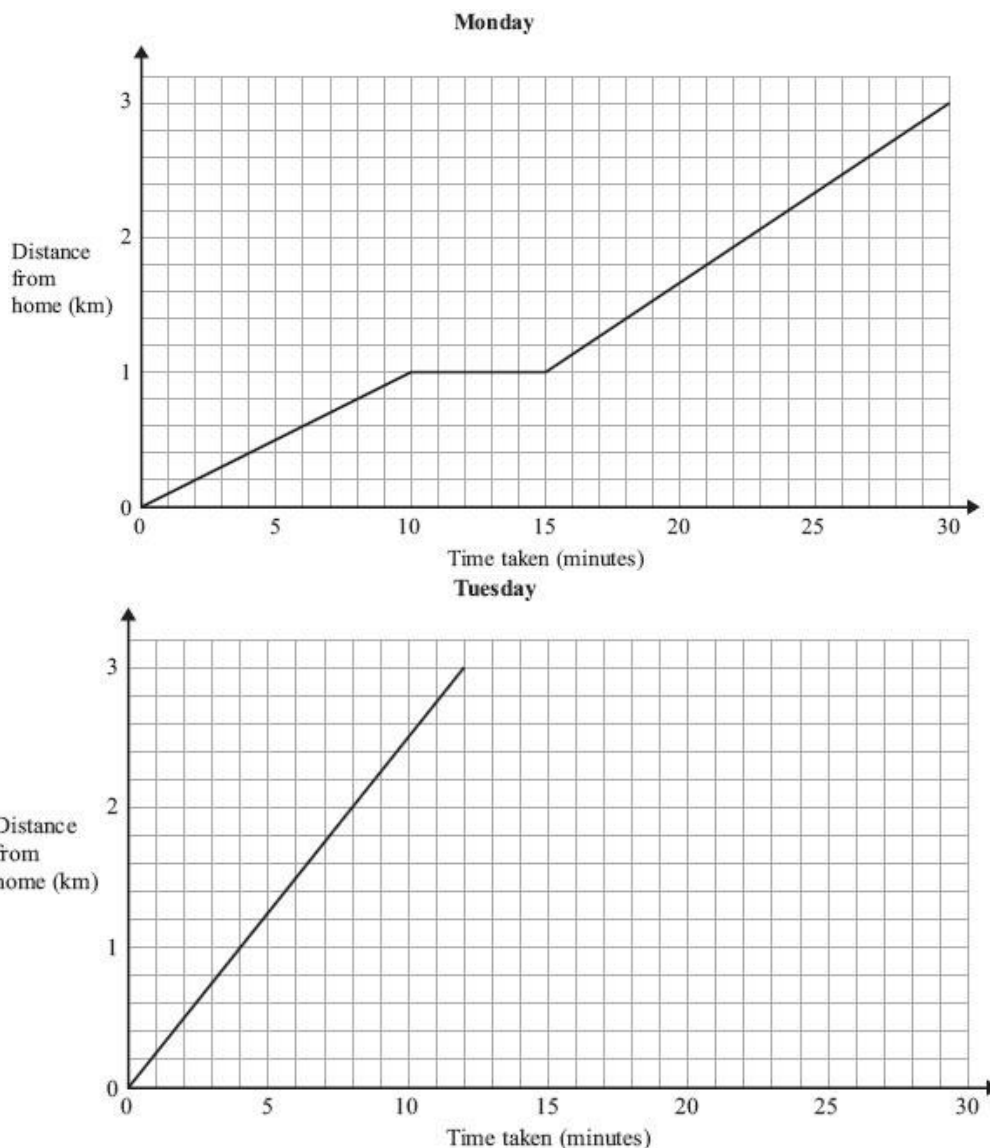 Monday
3
2
Distance
from
home (km)
1
0
0 5 10 15 20 25 30
Time taken (minutes)
Tuesday
3
2
Distance
from
home (km)
1
0
0 5 10 15 20 25 30
Time taken (minutes)